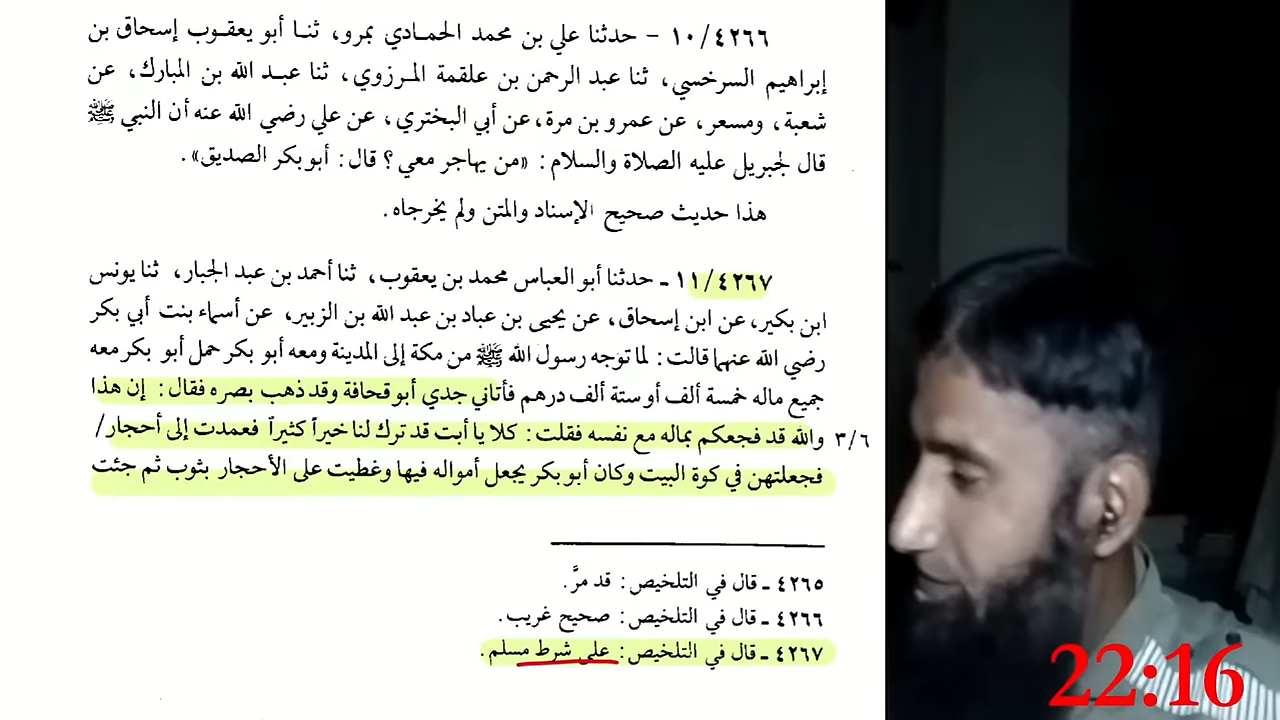 ١٠/٤٢٦٦ – حدثنا علي بن محمد الحمـادي بمرو، ثنـا أبو يعقـوب إسحاق بن
إبراهيم السرخسي، ثنا عبد الرحمن بن علقمة المـرزوي، ثنا عبـد الله بن المبارك، عن
شعبة، ومسعر، عن عمرو بن مرة، عن أبي البختري، عن علي رضي الله عنه أن النبي ﷺ
قال لجبريل عليه الصلاة والسلام: «من يهاجر معي؟ قال: أبو بكر الصديق».
هذا حديث صحيح الإسناد والمتن ولم يخرجاه.
١١/٤٢٦٧ ـ حدثنا أبو العباس محمد بن يعقوب، ثنا أحمد بن عبد الجبار، ثنا يونس
ابن بكير، عن ابن إسحاق، عن يحيى بن عباد بن عبد الله بن الزبير، عن أسماء بنت أبي بكر
رضي الله عنهما قالت: لما توجه رسول الله ﷺ من مكة إلى المدينة ومعه أبو بكر حمل أبو بكر معه
جميع ماله خمسة ألف أو ستة ألف درهم فأتاني جدي أبو قحافة وقد ذهب بصره فقال: إن هذا
والله قد فجعكم بماله مع نفسه فقلت: كلا يا أبت قد ترك لنا خيراً كثيراً فعمدت إلى أحجار/ ٣/٦
فجعلتهن في كوة البيت وكان أبو بكر يجعل أمواله فيها وغطيت على الأحجار بثوب ثم جئت
٤٢٦٥ ـ قال في التلخيص: قد مرَّ.
٤٢٦٦ ـ قال في التلخيص: صحيح غريب.
٤٢٦٧ ـ قال في التلخيص: على شرط مسلم.
22:16